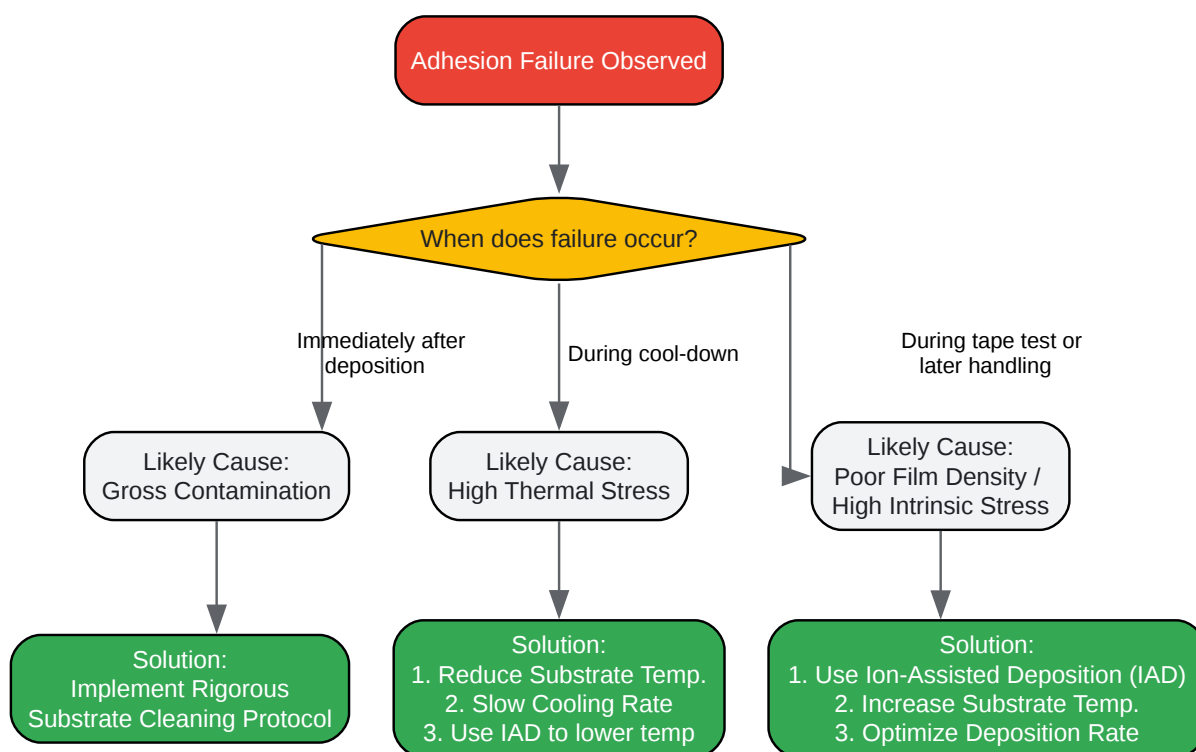 Adhesion Failure Observed
When does failure occur?
Immediately after
deposition
During cool-down
During tape test or
later handling
Likely Cause:
Gross Contamination
Likely Cause:
High Thermal Stress
Likely Cause:
Poor Film Density /
High Intrinsic Stress
Solution:
Implement Rigorous
Substrate Cleaning Protocol
Solution:
1. Reduce Substrate Temp.
2. Slow Cooling Rate
3. Use IAD to lower temp
Solution:
1. Use Ion-Assisted Deposition (IAD)
2. Increase Substrate Temp.
3. Optimize Deposition Rate